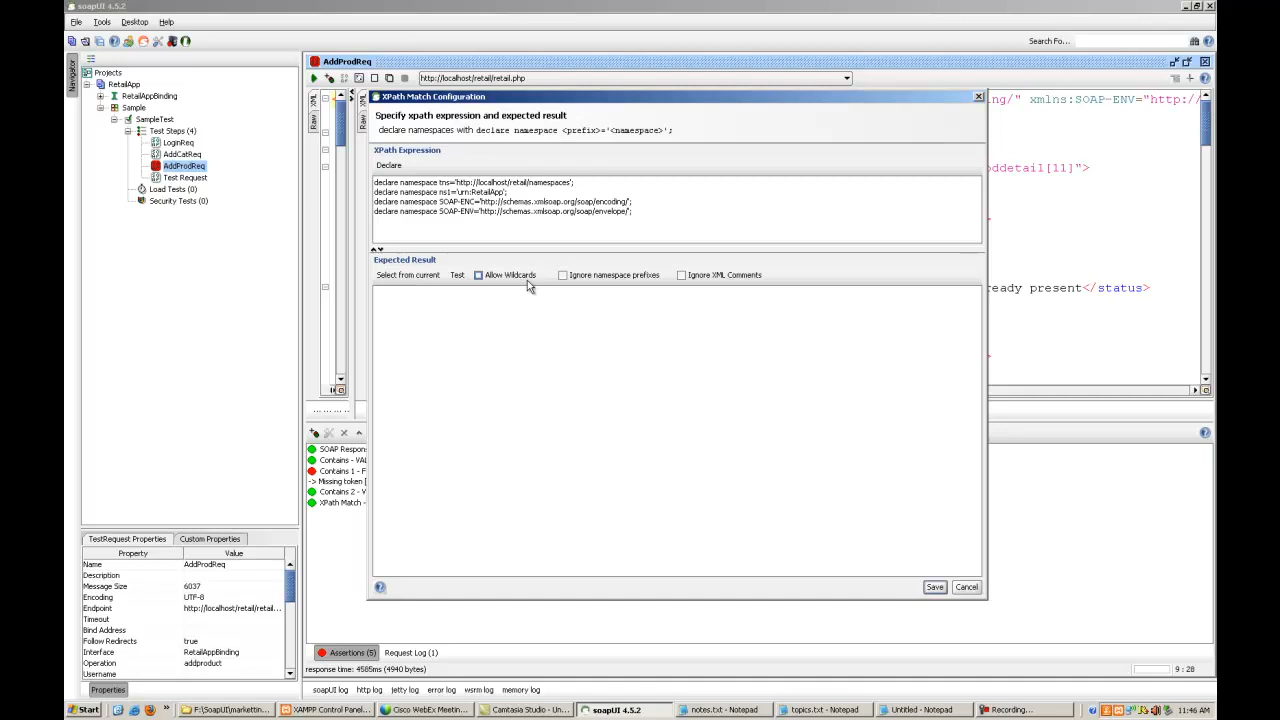 soapUI 4.5.2
File Tools Desktop Help
Search Fo...
Navigator
Projects
RetailApp
RetailAppBinding
Sample
SampleTest
Test Steps (4)
LoginReq
AddCatReq
AddProdReq
Test Request
Load Tests (0)
Security Tests (0)
AddProdReq
http://localhost/retail/retail.php
Raw XML
Raw XML
XPath Match Configuration
Specify xpath expression and expected result
declare namespaces with declare namespace <prefix>='<namespace>';
XPath Expression
Declare
declare namespace tns='http://localhost/retail/namespaces';
declare namespace ns1='urn:RetailApp';
declare namespace SOAP-ENC='http://schemas.xmlsoap.org/soap/encoding/';
declare namespace SOAP-ENV='http://schemas.xmlsoap.org/soap/envelope/';
Expected Result
Select from current Test Allow Wildcards Ignore namespace prefixes Ignore XML Comments
Save Cancel
ng/" xmlns:SOAP-ENV="http://
oddetail[11]">
ready present</status>
SOAP Respon
Contains - VAL
Contains 1 - F
-> Missing token [
Contains 2 - V
XPath Match -
TestRequest Properties Custom Properties
Property Value
Name AddProdReq
Description
Message Size 6037
Encoding UTF-8
Endpoint http://localhost/retail/retail...
Timeout
Bind Address
Follow Redirects true
Interface RetailAppBinding
Operation addproduct
Username
Properties
Assertions (5) Request Log (1)
response time: 4585ms (4940 bytes)
9 : 28
soapUI log http log jetty log error log wsrm log memory log
Start F:\SoapUI\marketin... XAMPP Control Panel... Cisco WebEx Meetin... Camtasia Studio - Un... soapUI 4.5.2 notes.txt - Notepad topics.txt - Notepad Untitled - Notepad Recording... 11:46 AM